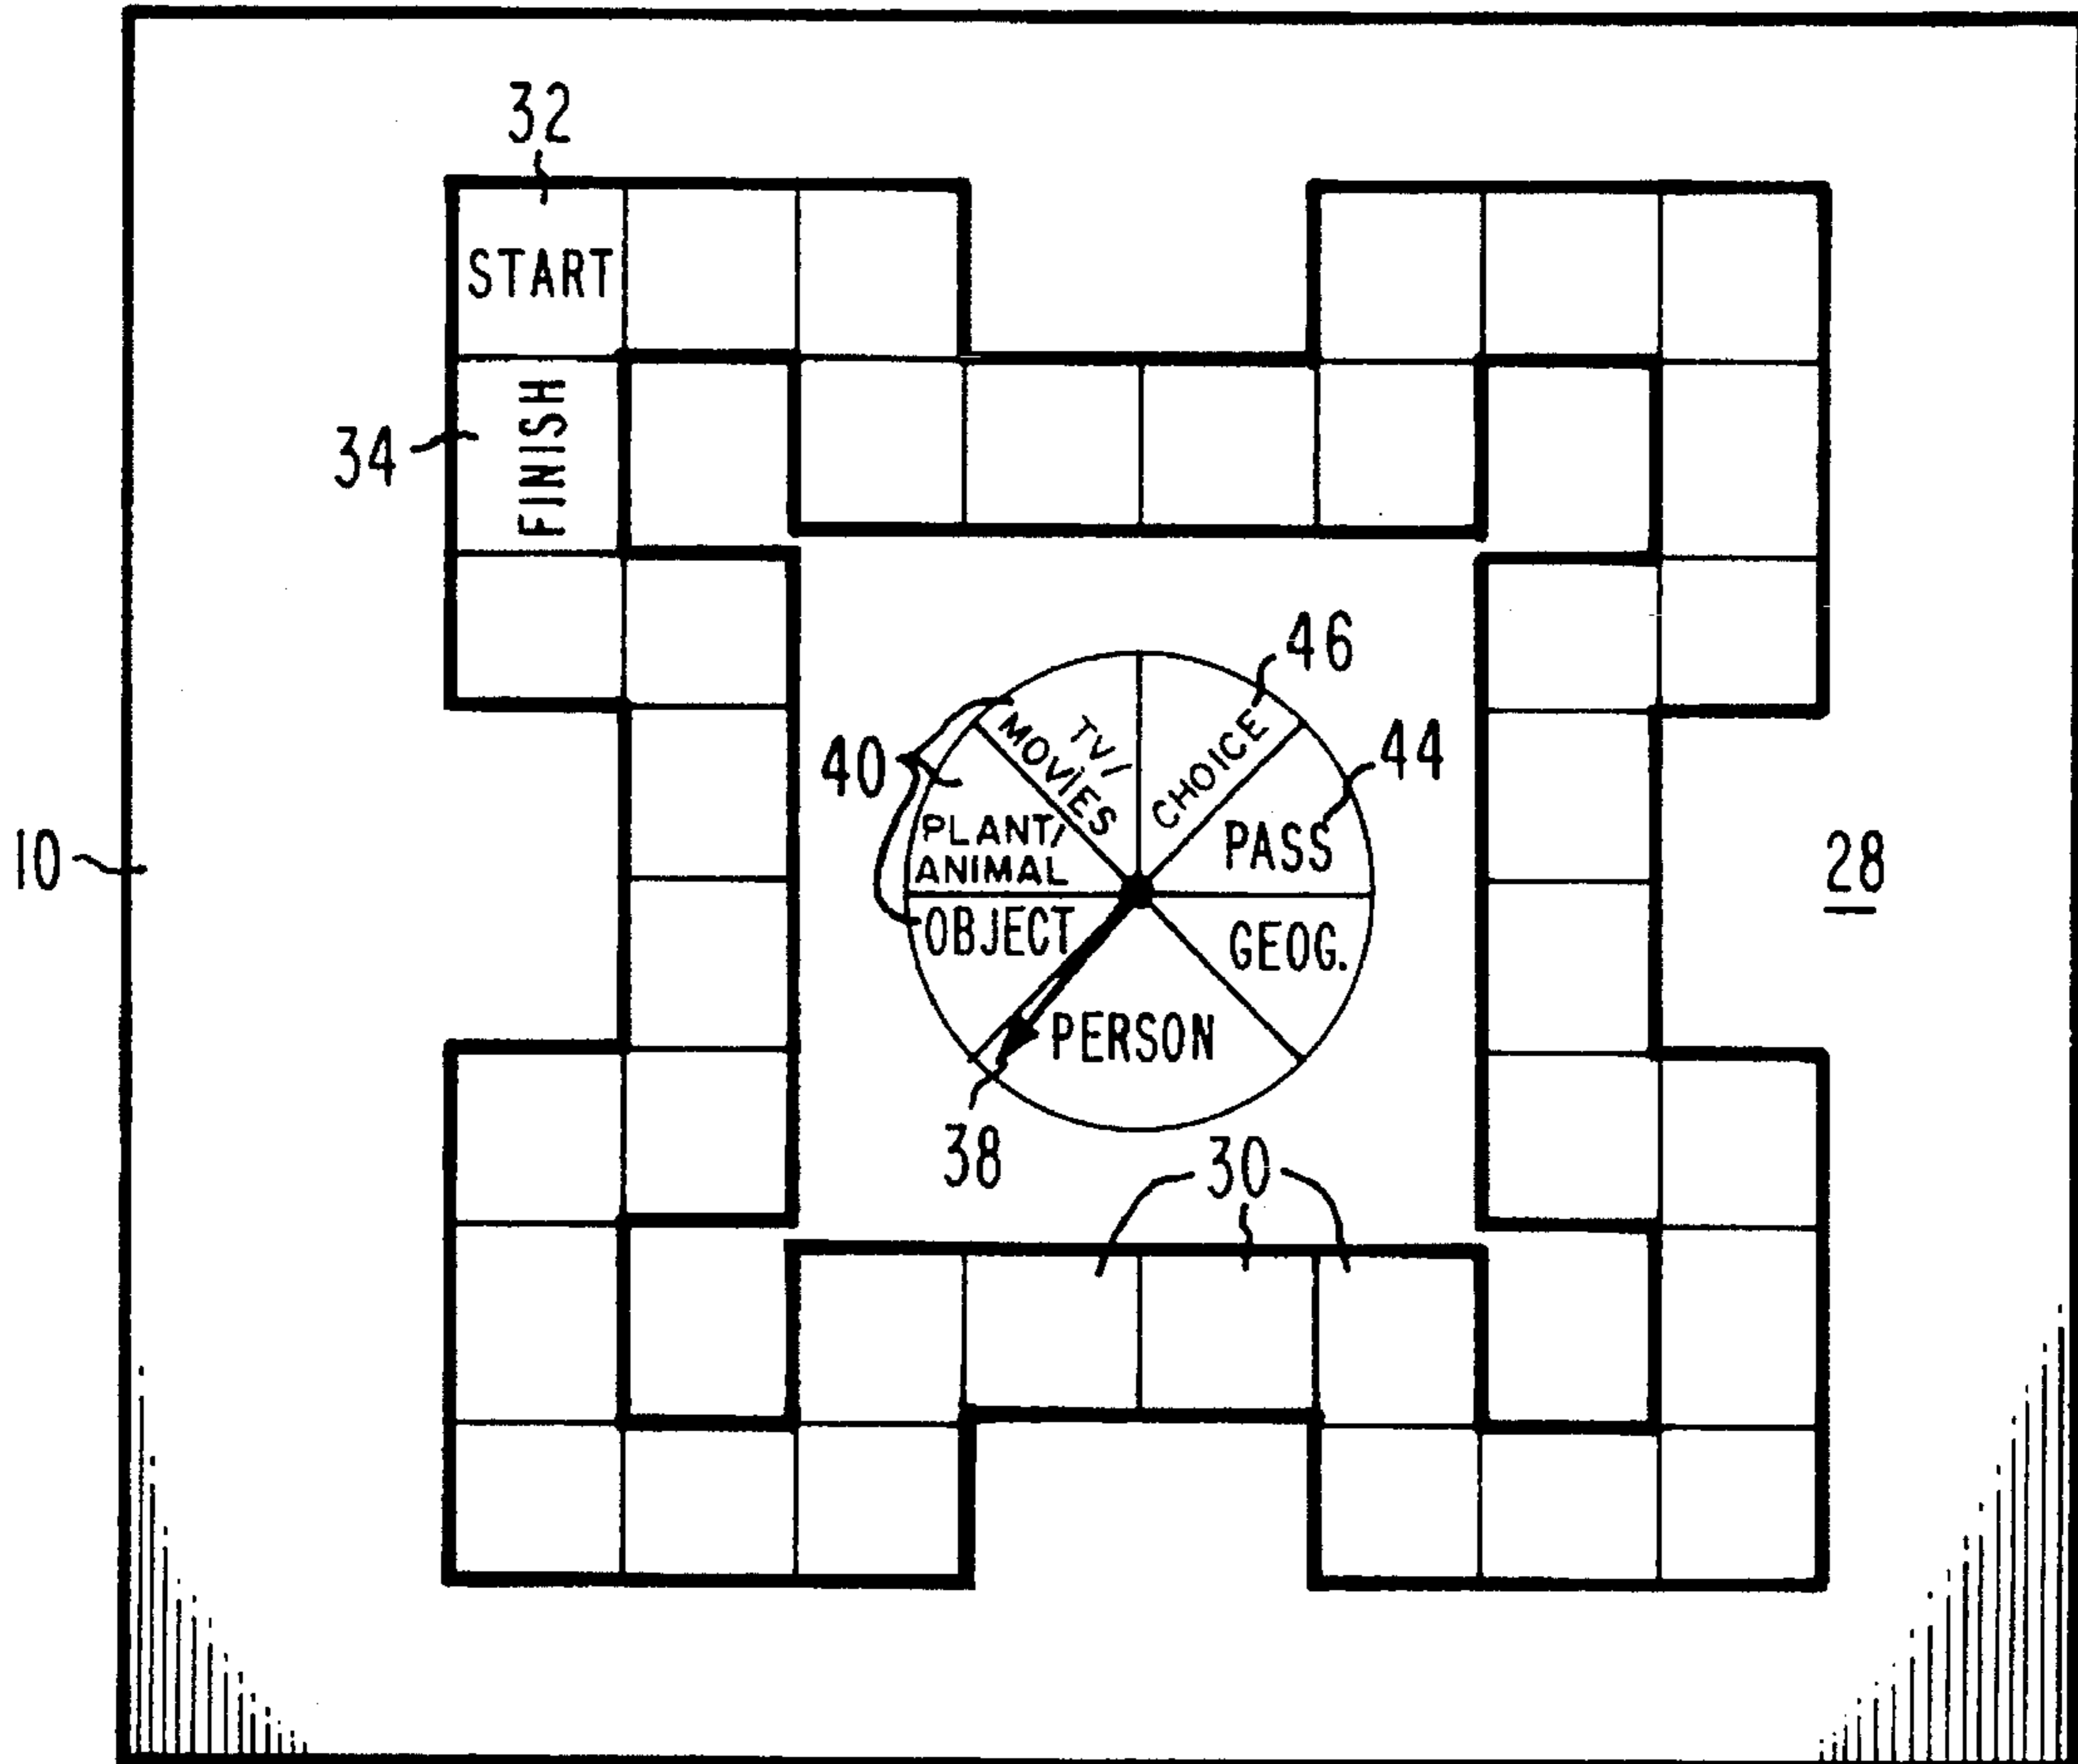 32
START
34
FINISH
46
TV/
MOVIES
CHOICE
44
40
PLANT/
ANIMAL
PASS
10
28
OBJECT
GEOG.
PERSON
38
30